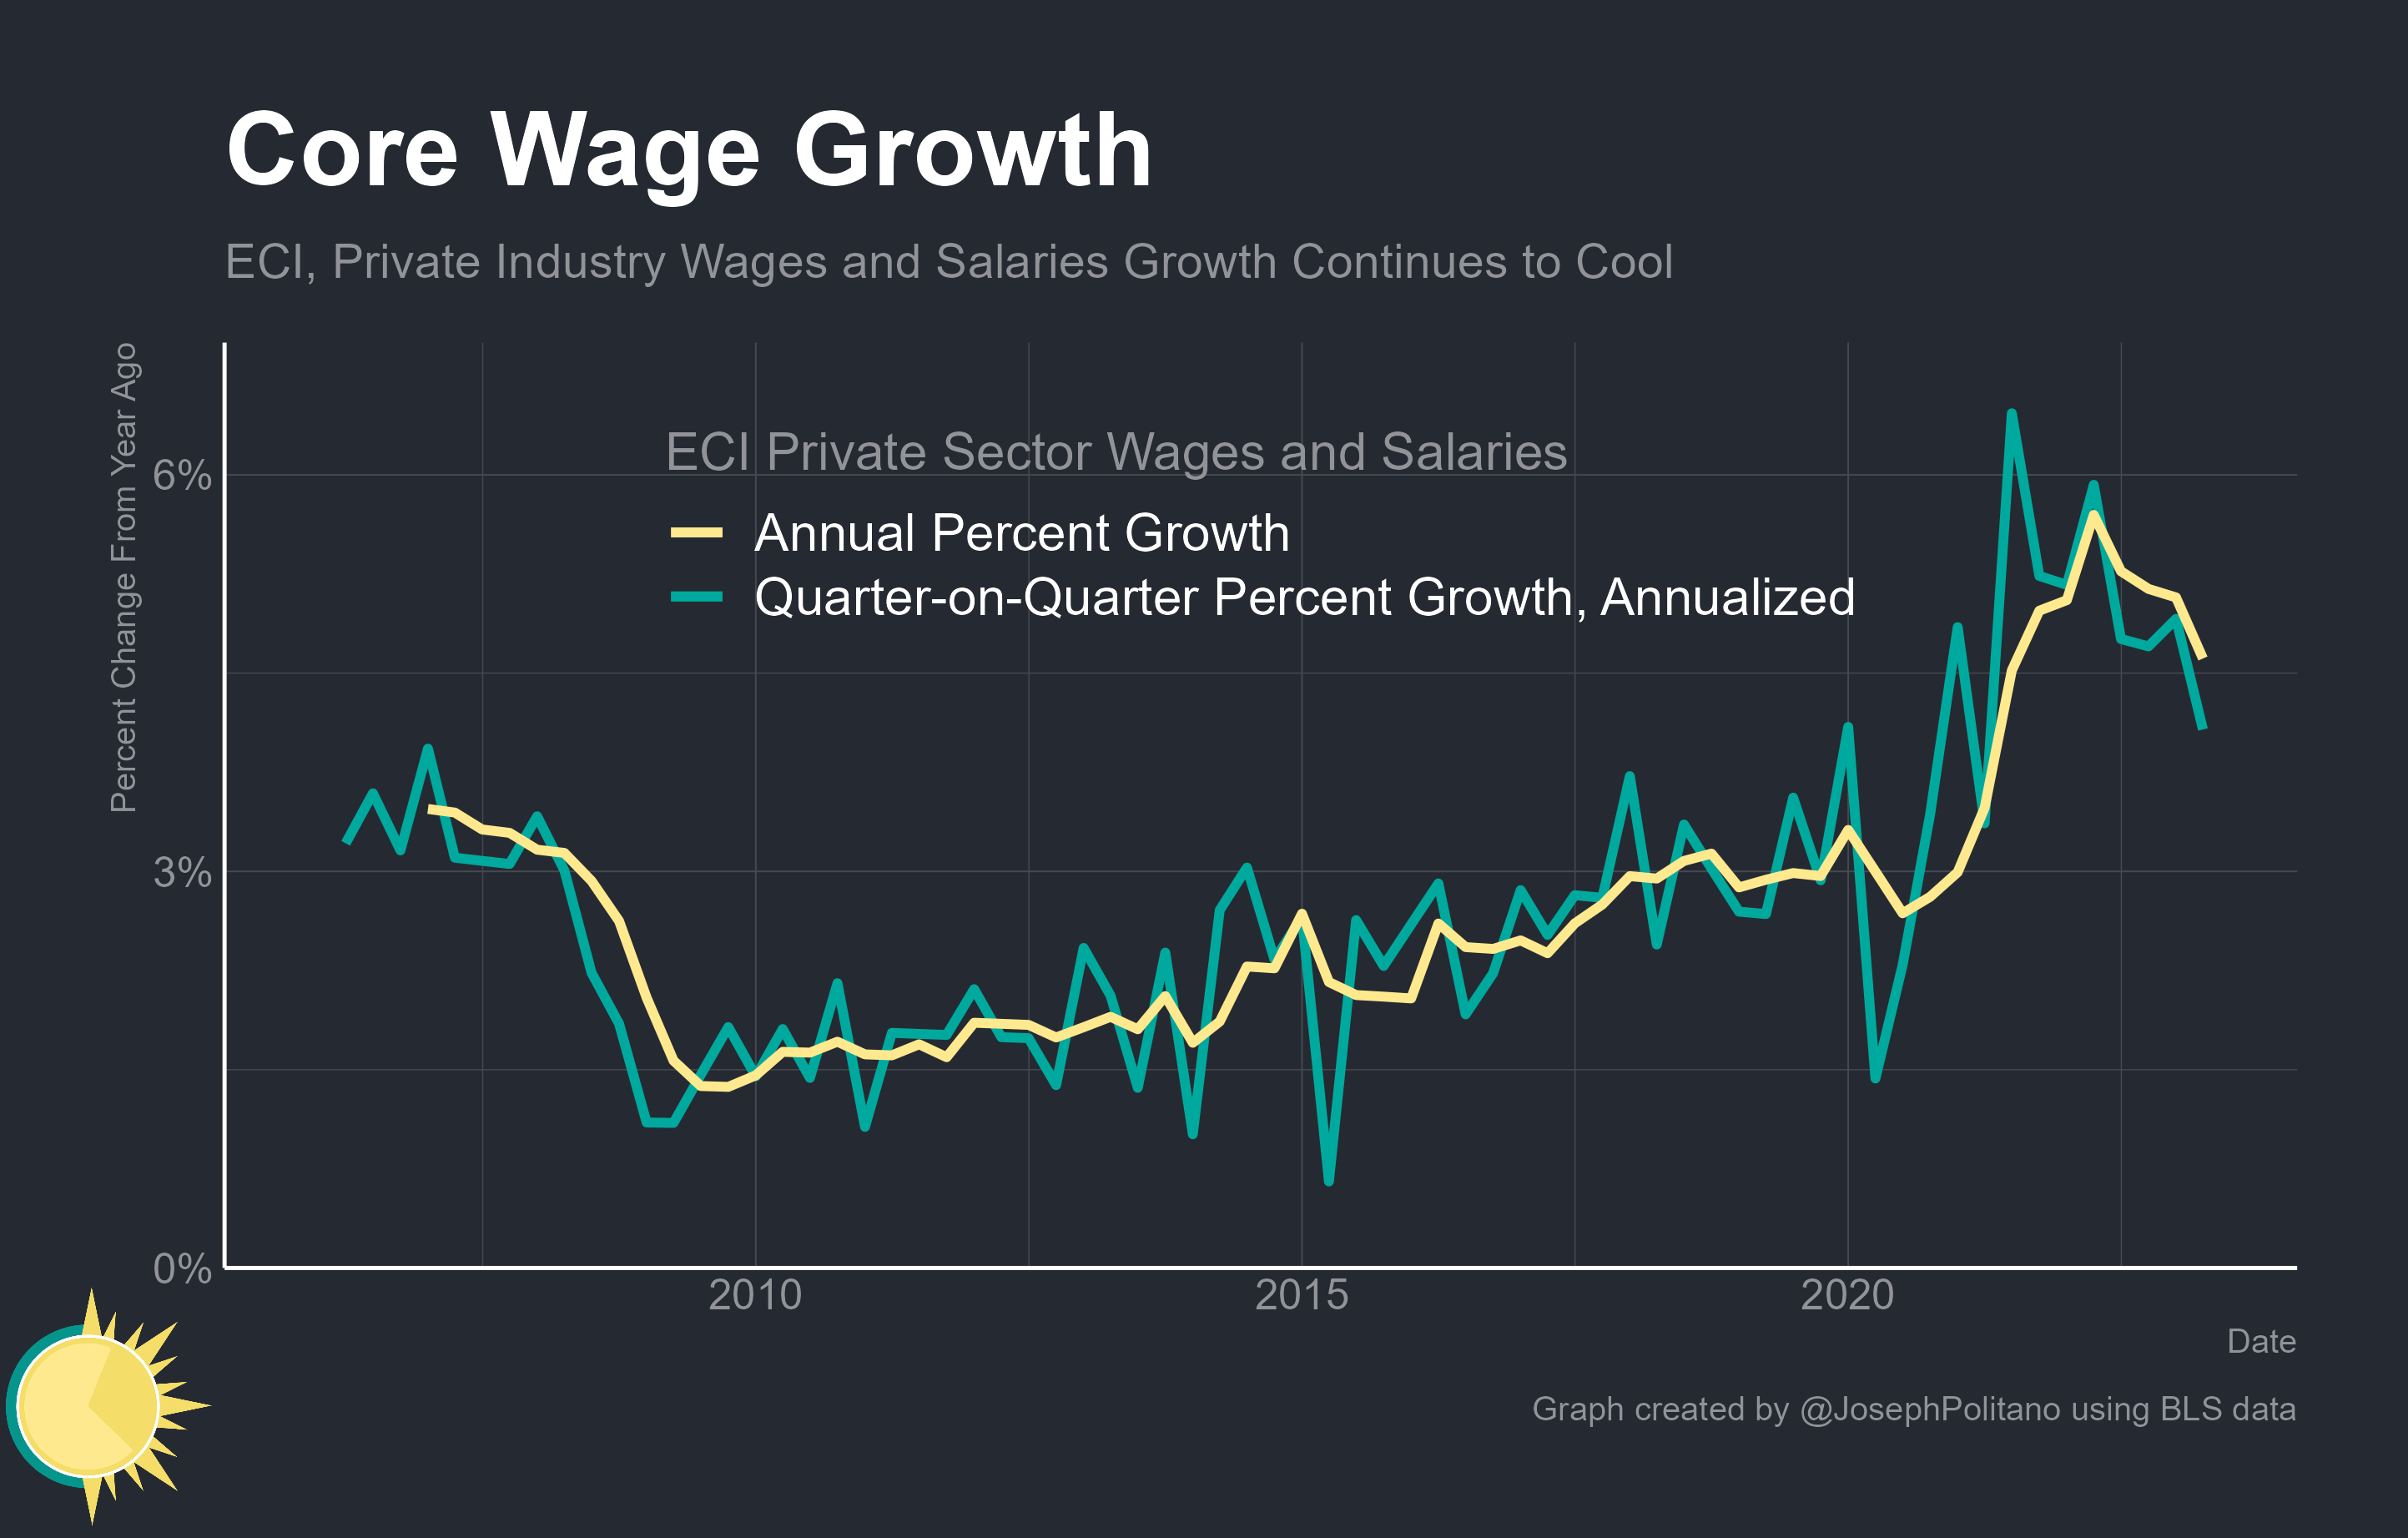 Core Wage Growth
ECI, Private Industry Wages and Salaries Growth Continues to Cool
Percent Change From Year Ago
ECI Private Sector Wages and Salaries
6%
Annual Percent Growth
Quarter-on-Quarter Percent Growth, Annualized
3%
0%
2010 2015 2020
Date
Graph created by @JosephPolitano using BLS data